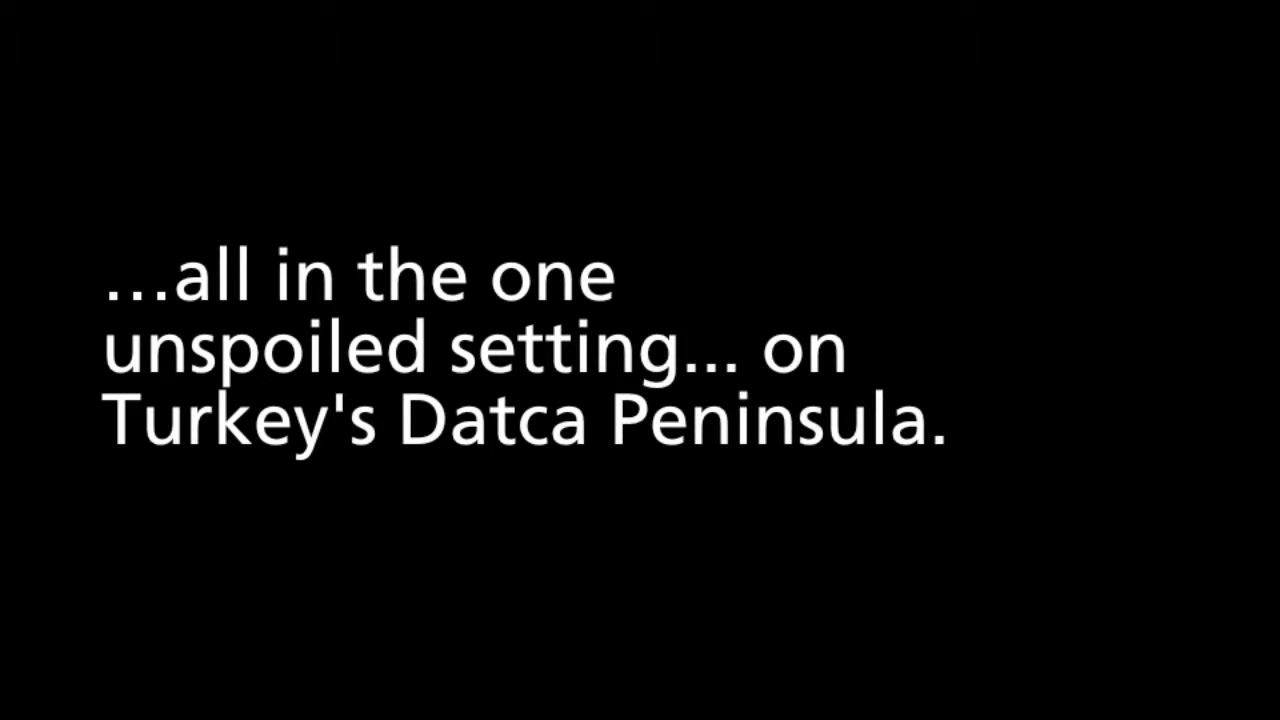 ...all in the one
unspoiled setting... on
Turkey's Datca Peninsula.